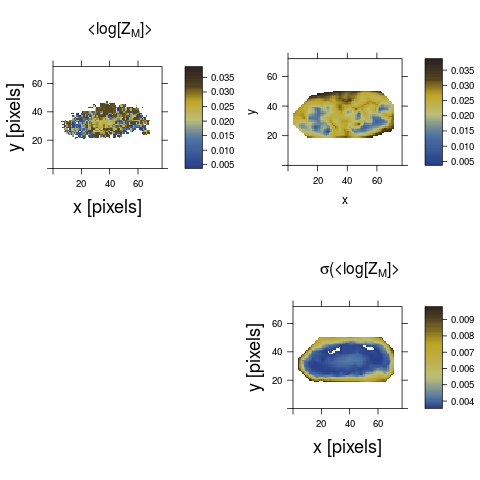 <log[Z_M]>
60
40
20
20 40 60
y [pixels]
x [pixels]
0.035
0.030
0.025
0.020
0.015
0.010
0.005
60
40
20
20 40 60
y
x
0.035
0.030
0.025
0.020
0.015
0.010
0.005
σ(<log[Z_M]>
60
40
20
20 40 60
y [pixels]
x [pixels]
0.009
0.008
0.007
0.006
0.005
0.004